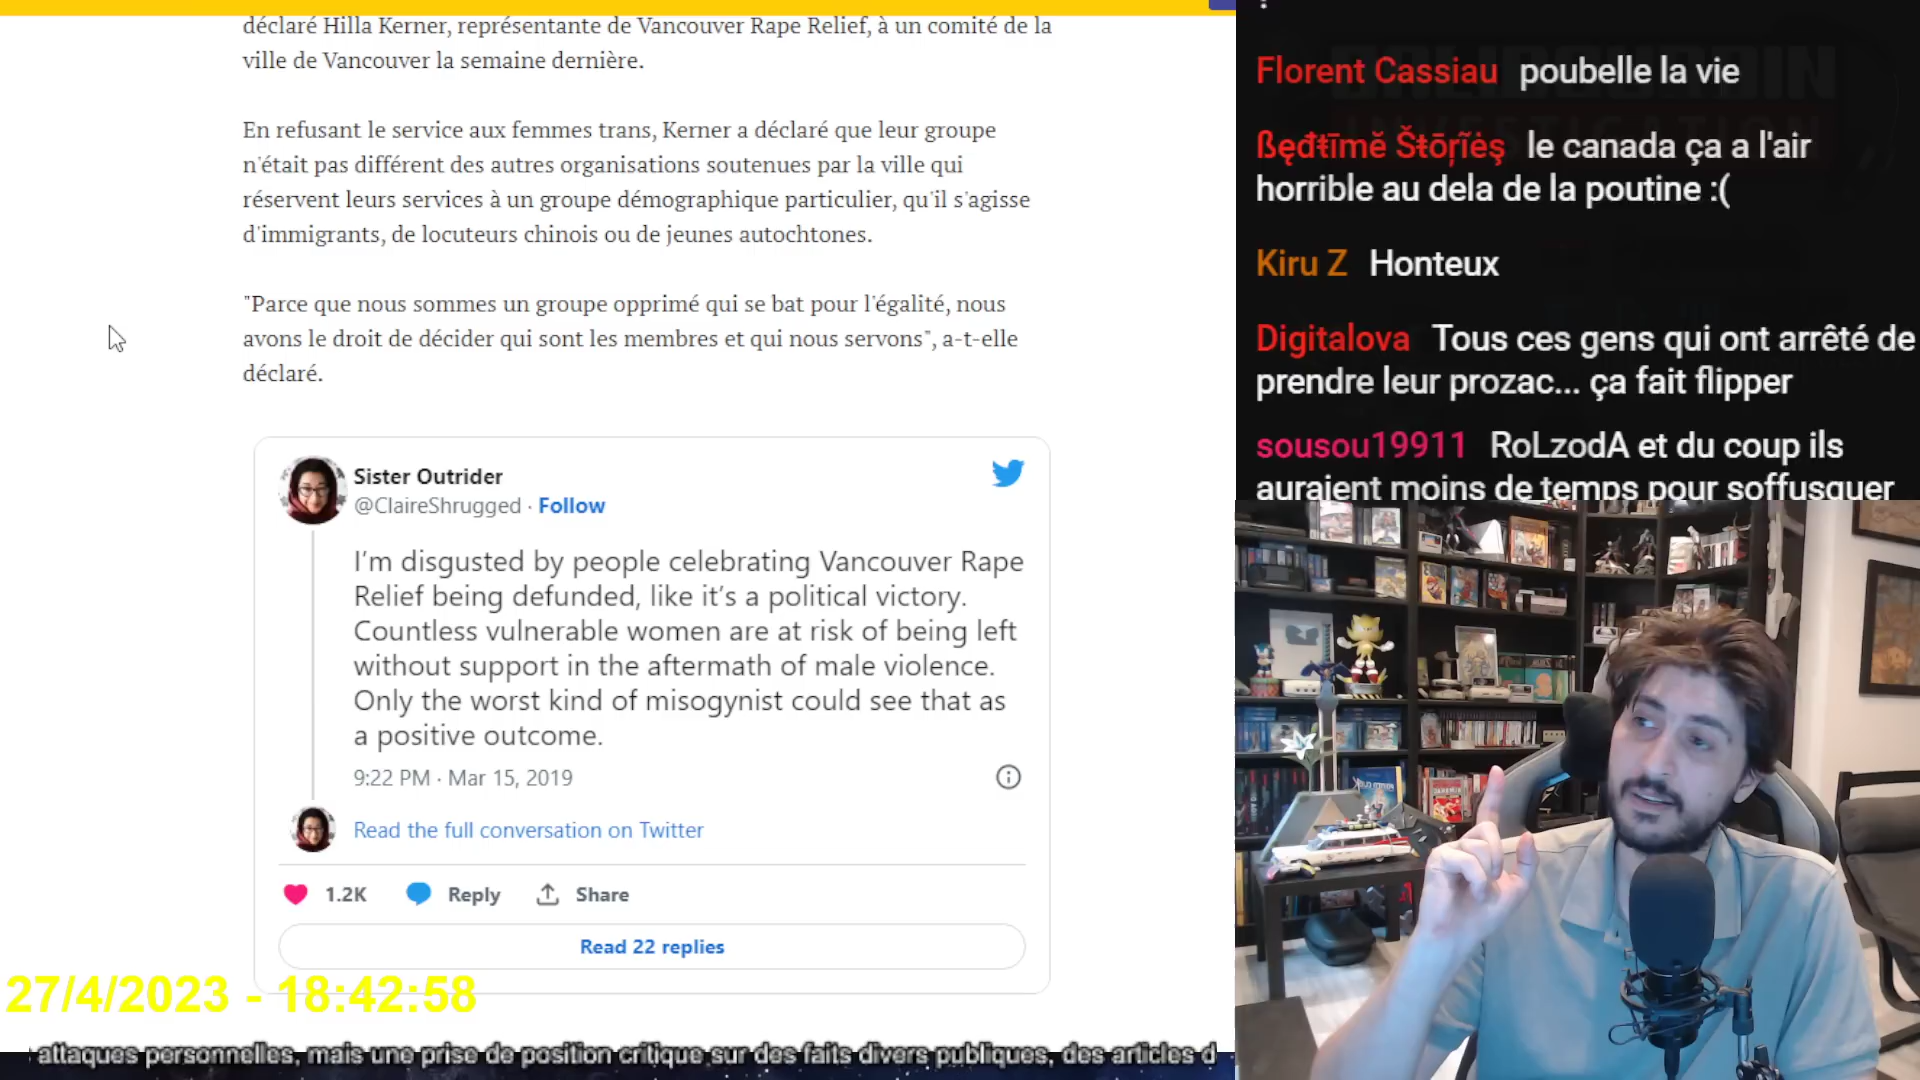 déclaré Hilla Kerner, représentante de Vancouver Rape Relief, à un comité de la
ville de Vancouver la semaine dernière.
En refusant le service aux femmes trans, Kerner a déclaré que leur groupe
n'était pas différent des autres organisations soutenues par la ville qui
réservent leurs services à un groupe démographique particulier, qu'il s'agisse
d'immigrants, de locuteurs chinois ou de jeunes autochtones.
"Parce que nous sommes un groupe opprimé qui se bat pour l'égalité, nous
avons le droit de décider qui sont les membres et qui nous servons", a-t-elle
déclaré.
Sister Outrider
@ClaireShrugged · Follow
I'm disgusted by people celebrating Vancouver Rape
Relief being defunded, like it's a political victory.
Countless vulnerable women are at risk of being left
without support in the aftermath of male violence.
Only the worst kind of misogynist could see that as
a positive outcome.
9:22 PM · Mar 15, 2019
Read the full conversation on Twitter
1.2K Reply Share
Read 22 replies
27/4/2023 - 18:42:58
attaques personnelles, mais une prise de position critique sur des faits divers publiques, des articles d
Florent Cassiau poubelle la vie
ßęđŧīmĕ Štōŗĩėş le canada ça a l'air
horrible au dela de la poutine :(
Kiru Z Honteux
Digitalova Tous ces gens qui ont arrêté de
prendre leur prozac... ça fait flipper
sousou19911 RoLzodA et du coup ils
auraient moins de temps pour soffusquer